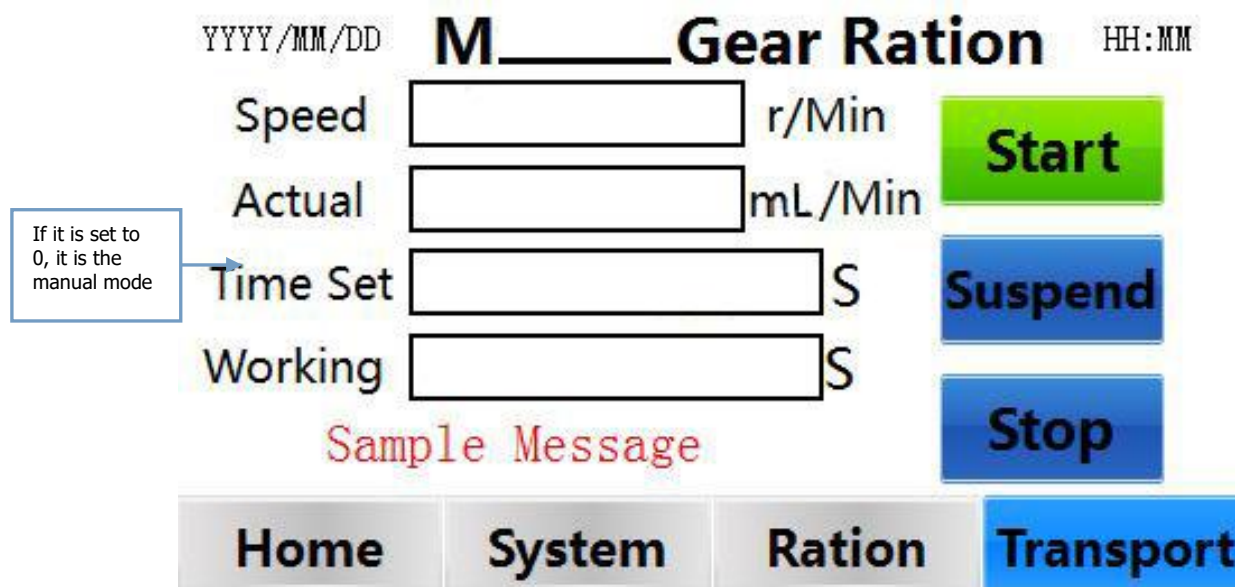 YYYY/MM/DD M_____Gear Ration HH:MM
Speed r/Min
Start
Actual mL/Min
If it is set to
0, it is the
manual mode
Time Set S
Suspend
Working S
Sample Message
Stop
Home System Ration Transport